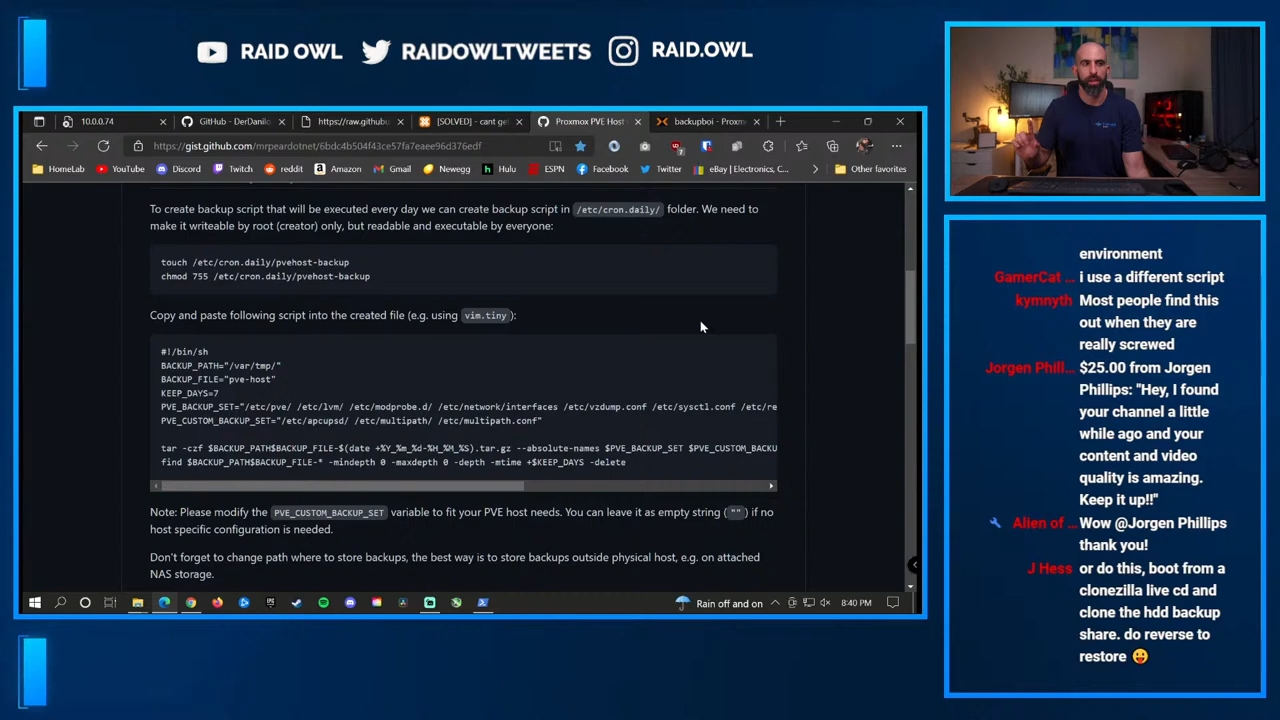 RAID OWL
RAIDOWLTWEETS
RAID.OWL
10.0.0.74
GitHub - DerDanilo
https://raw.githubu
[SOLVED] - cant get
Proxmox PVE Host
backupboi - Proxmo
https://gist.github.com/mrpeardotnet/6bdc4b504f43ce57fa7eaee96d376edf
HomeLab
YouTube
Discord
Twitch
reddit
Amazon
Gmail
Newegg
Hulu
ESPN
Facebook
Twitter
eBay | Electronics, C...
Other favorites
To create backup script that will be executed every day we can create backup script in /etc/cron.daily/ folder. We need to
make it writeable by root (creator) only, but readable and executable by everyone:
touch /etc/cron.daily/pvehost-backup
chmod 755 /etc/cron.daily/pvehost-backup
Copy and paste following script into the created file (e.g. using vim.tiny):
#!/bin/sh
BACKUP_PATH="/var/tmp/"
BACKUP_FILE="pve-host"
KEEP_DAYS=7
PVE_BACKUP_SET="/etc/pve/ /etc/lvm/ /etc/modprobe.d/ /etc/network/interfaces /etc/vzdump.conf /etc/sysctl.conf /etc/re
PVE_CUSTOM_BACKUP_SET="/etc/apcupsd/ /etc/multipath/ /etc/multipath.conf"
tar -czf $BACKUP_PATH$BACKUP_FILE-$(date +%Y_%m_%d-%H_%M_%S).tar.gz --absolute-names $PVE_BACKUP_SET $PVE_CUSTOM_BACKU
find $BACKUP_PATH$BACKUP_FILE-* -mindepth 0 -maxdepth 0 -depth -mtime +$KEEP_DAYS -delete
Note: Please modify the PVE_CUSTOM_BACKUP_SET variable to fit your PVE host needs. You can leave it as empty string ("") if no
host specific configuration is needed.
Don't forget to change path where to store backups, the best way is to store backups outside physical host, e.g. on attached
NAS storage.
Rain off and on
8:40 PM
environment
GamerCat ... i use a different script
kymnyth Most people find this
out when they are
really screwed
Jorgen Phill... $25.00 from Jorgen
Phillips: "Hey, I found
your channel a little
while ago and your
content and video
quality is amazing.
Keep it up!!"
Alien of ... Wow @Jorgen Phillips
thank you!
J Hess or do this, boot from a
clonezilla live cd and
clone the hdd backup
share. do reverse to
restore 😛